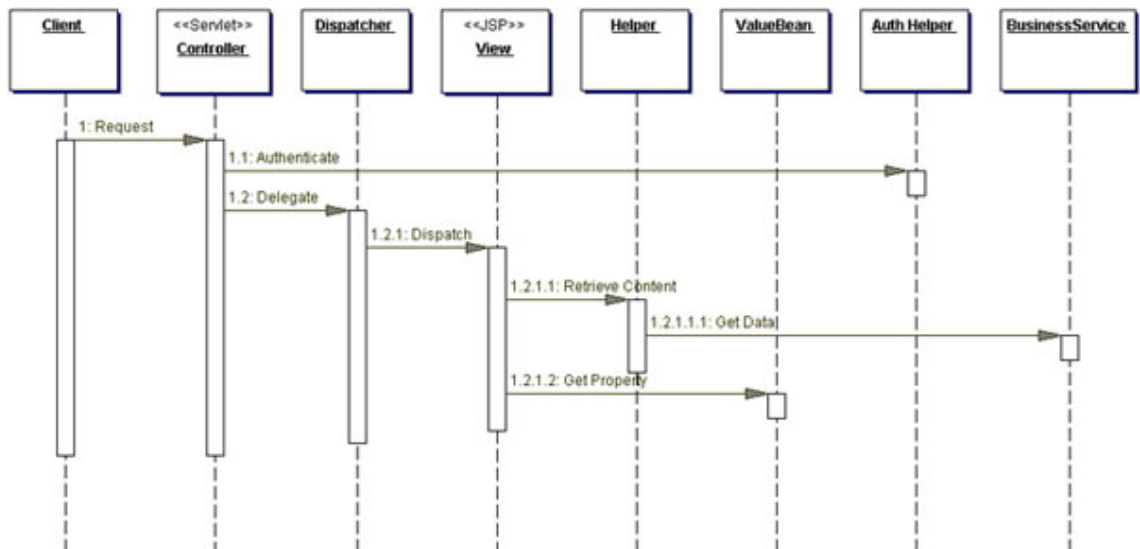 Client
<<Servlet>>
Controller
Dispatcher
<<JSP>>
View
Helper
ValueBean
Auth Helper
BusinessService
1: Request
1.1: Authenticate
1.2: Delegate
1.2.1: Dispatch
1.2.1.1: Retrieve Content
1.2.1.1.1: Get Data
1.2.1.2: Get Property